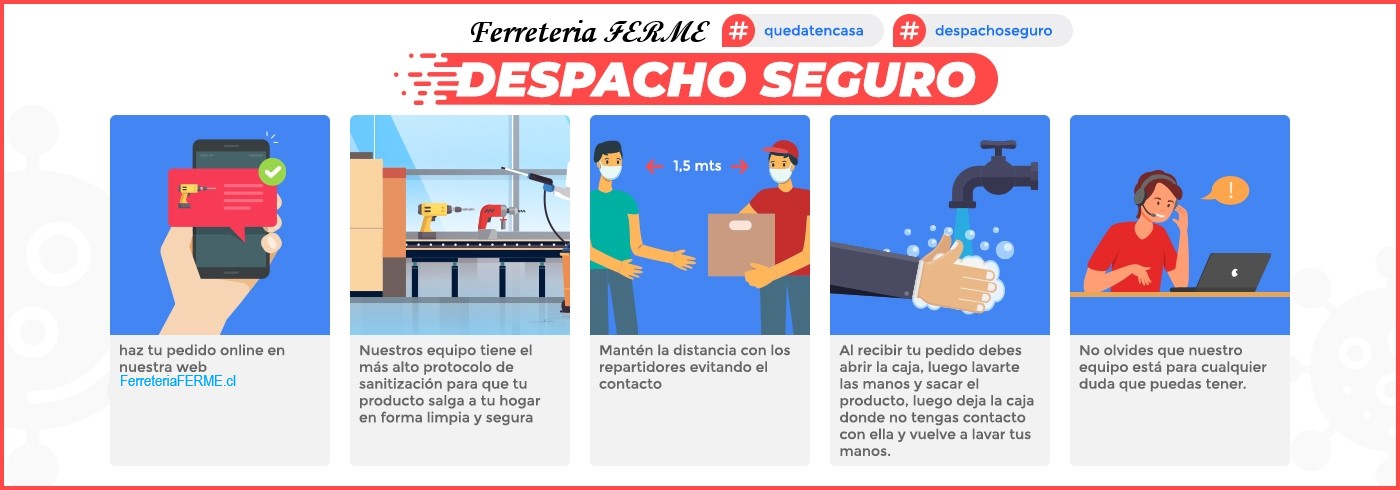 Ferreteria FERME # quedatencasa # despachoseguro
DESPACHO SEGURO
haz tu pedido online en
nuestra web
FerreteriaFERME.cl
Nuestros equipo tiene el
más alto protocolo de
sanitización para que tu
producto salga a tu hogar
en forma limpia y segura
1,5 mts
Mantén la distancia con los
repartidores evitando el
contacto
Al recibir tu pedido debes
abrir la caja, luego lavarte
las manos y sacar el
producto, luego deja la caja
donde no tengas contacto
con ella y vuelve a lavar tus
manos.
!
No olvides que nuestro
equipo está para cualquier
duda que puedas tener.